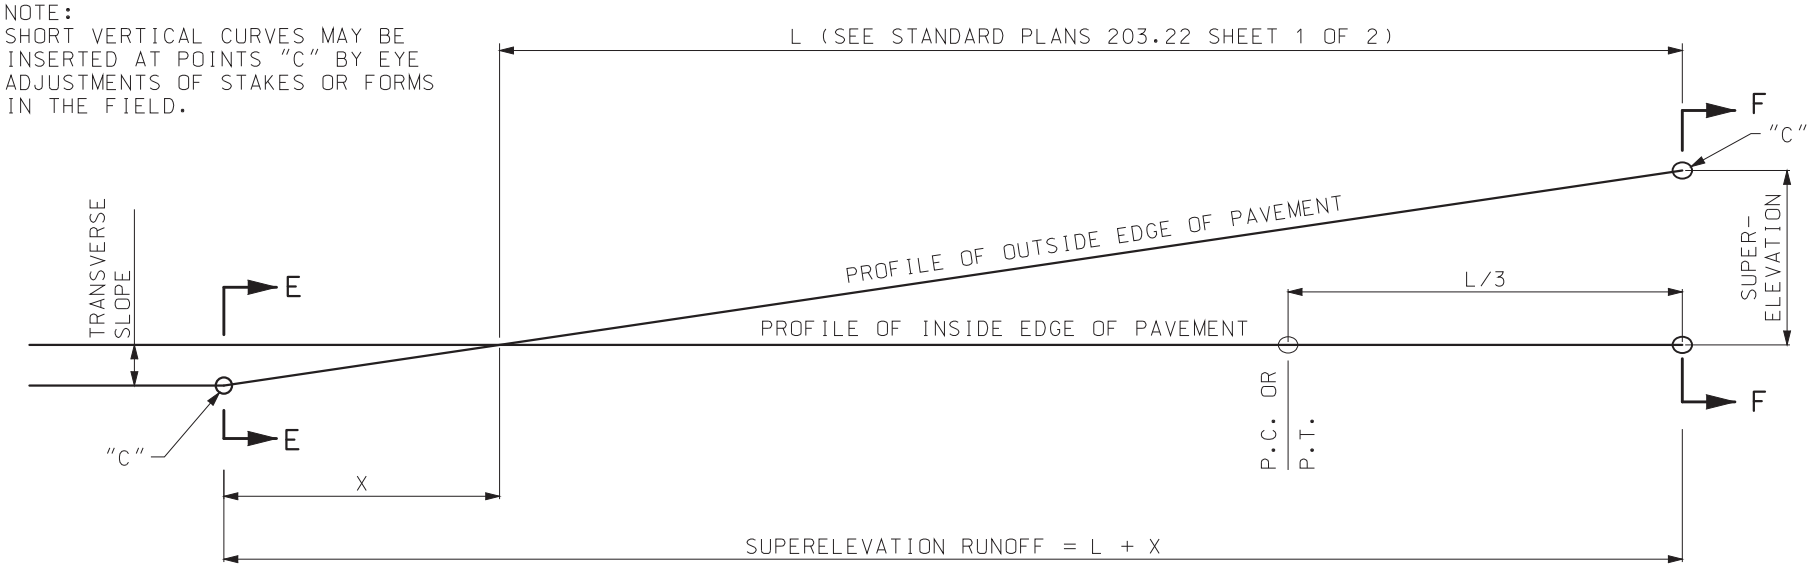 NOTE:
SHORT VERTICAL CURVES MAY BE
INSERTED AT POINTS "C" BY EYE
ADJUSTMENTS OF STAKES OR FORMS
IN THE FIELD.
L (SEE STANDARD PLANS 203.22 SHEET 1 OF 2)
F
"C"
TRANSVERSE
SLOPE
PROFILE OF OUTSIDE EDGE OF PAVEMENT
SUPER-
ELEVATION
E
L/3
PROFILE OF INSIDE EDGE OF PAVEMENT
F
E
"C"
P.C. OR
P.T.
X
SUPERELEVATION RUNOFF = L + X